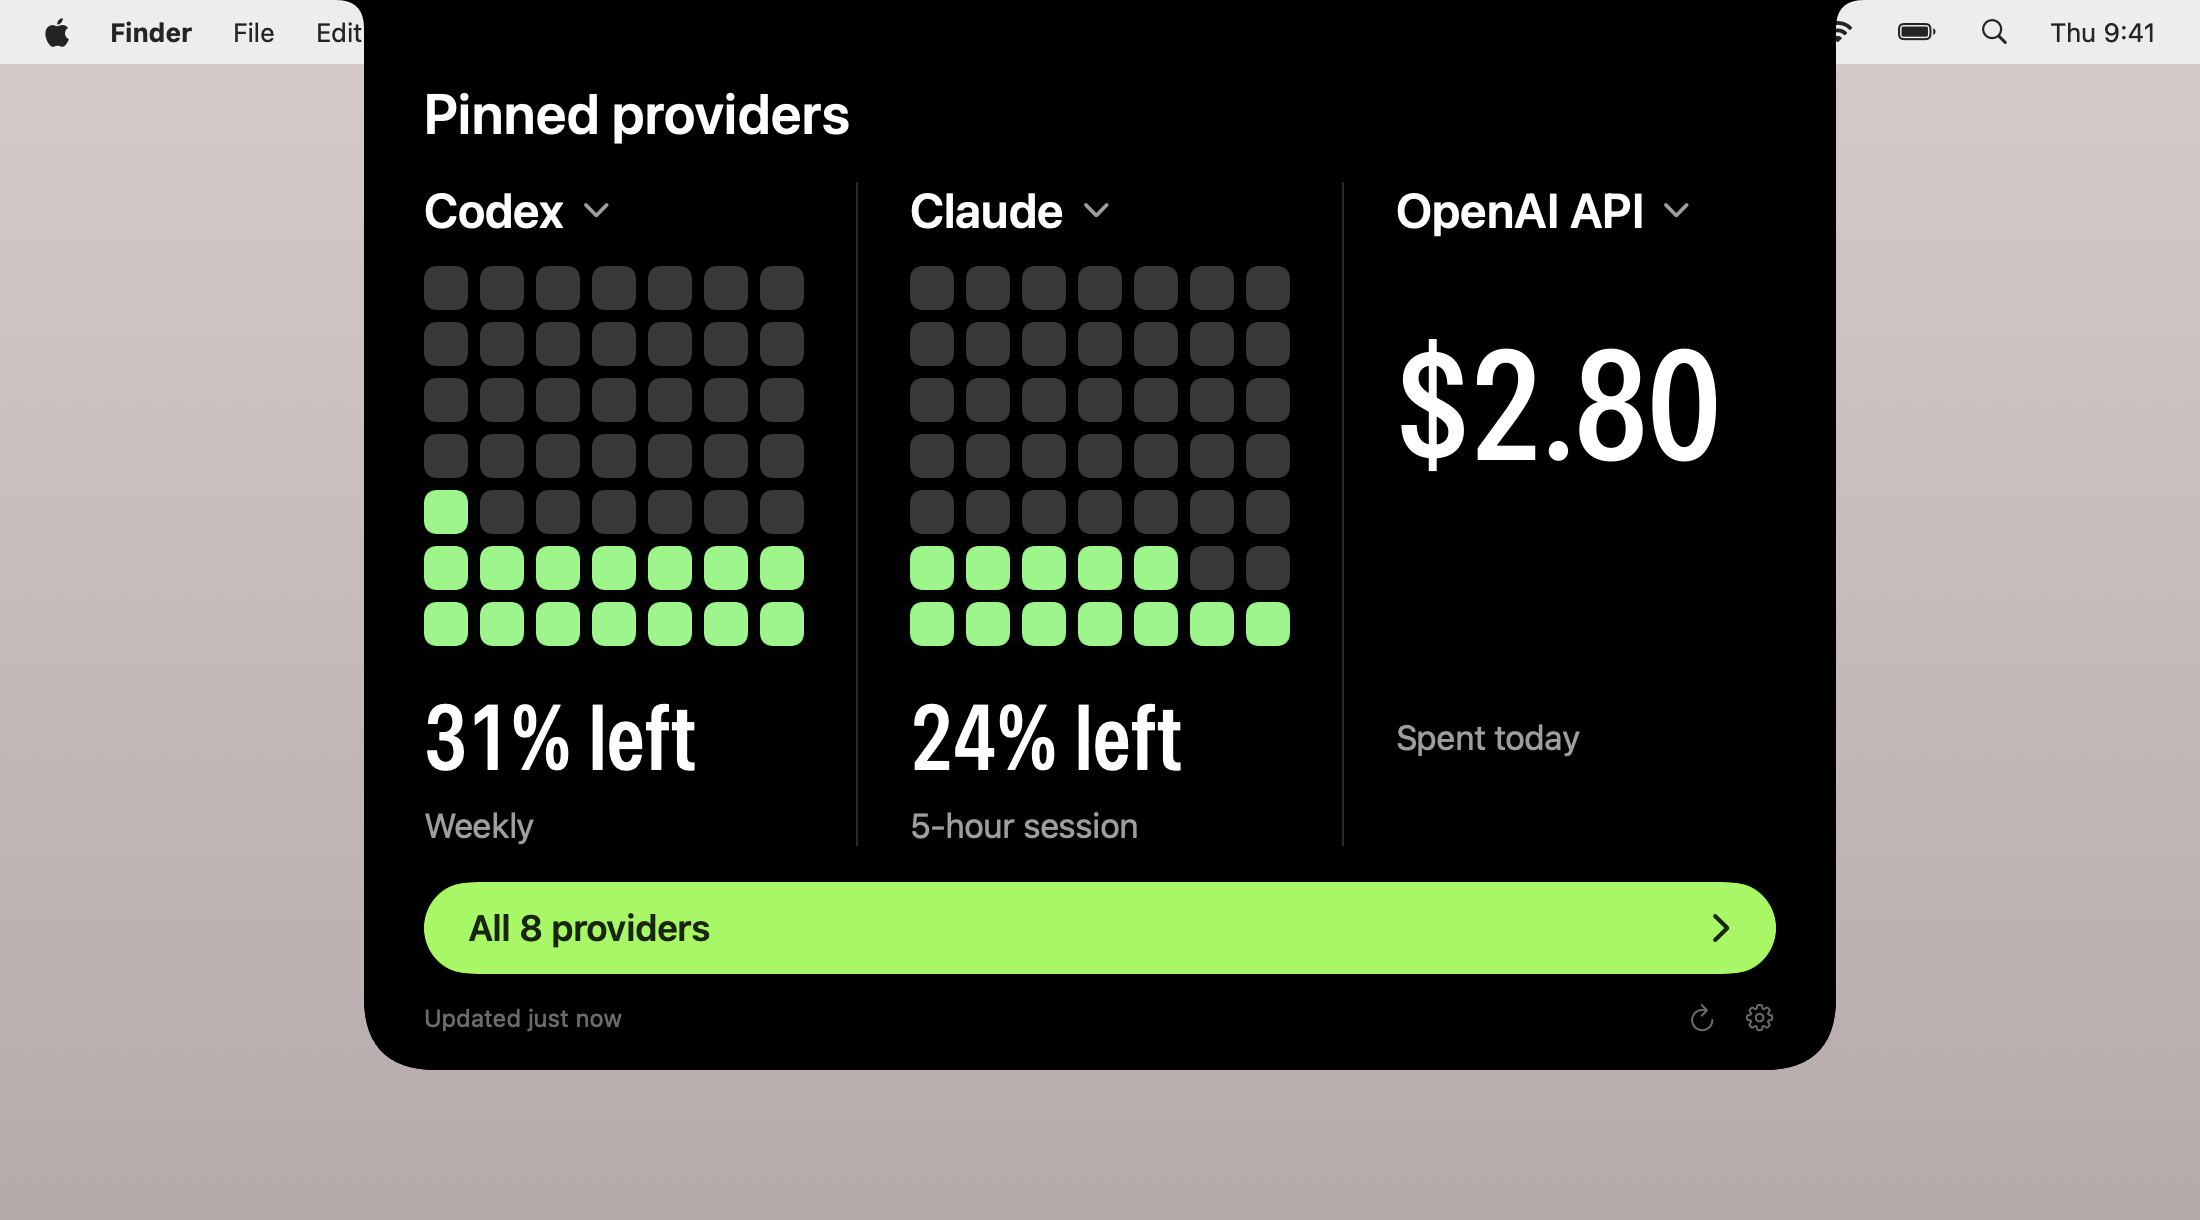 Finder File Edit
Thu 9:41
Pinned providers
Codex
Claude
OpenAI API
$2.80
31% left
24% left
Spent today
Weekly
5-hour session
All 8 providers
Updated just now